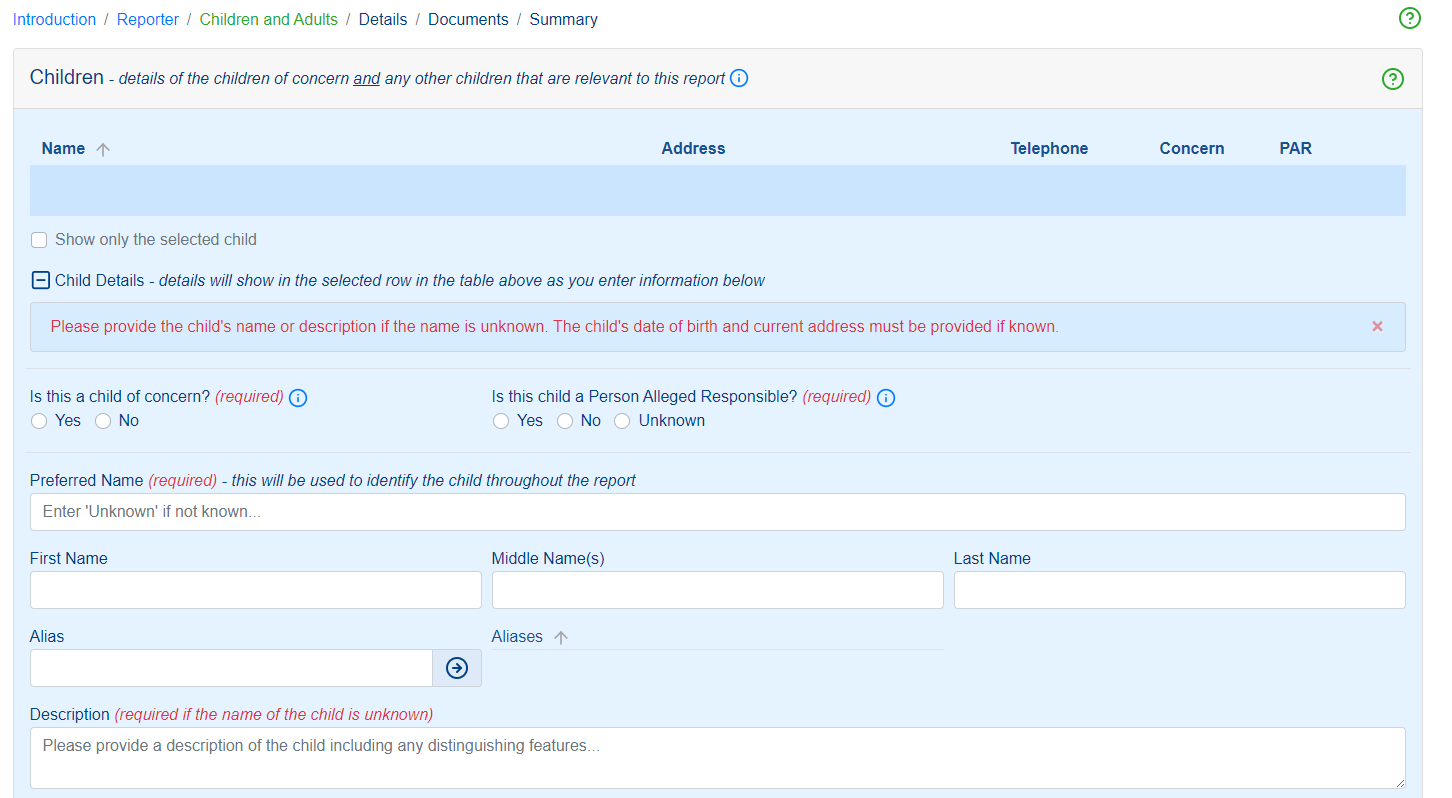 Introduction / Reporter / Children and Adults / Details / Documents / Summary
Children - details of the children of concern and any other children that are relevant to this report
Name Address Telephone Concern PAR
Show only the selected child
Child Details - details will show in the selected row in the table above as you enter information below
Please provide the child's name or description if the name is unknown. The child's date of birth and current address must be provided if known.
Is this a child of concern? (required) Is this child a Person Alleged Responsible? (required)
Yes No Yes No Unknown
Preferred Name (required) - this will be used to identify the child throughout the report
Enter 'Unknown' if not known...
First Name Middle Name(s) Last Name
Alias Aliases
Description (required if the name of the child is unknown)
Please provide a description of the child including any distinguishing features...